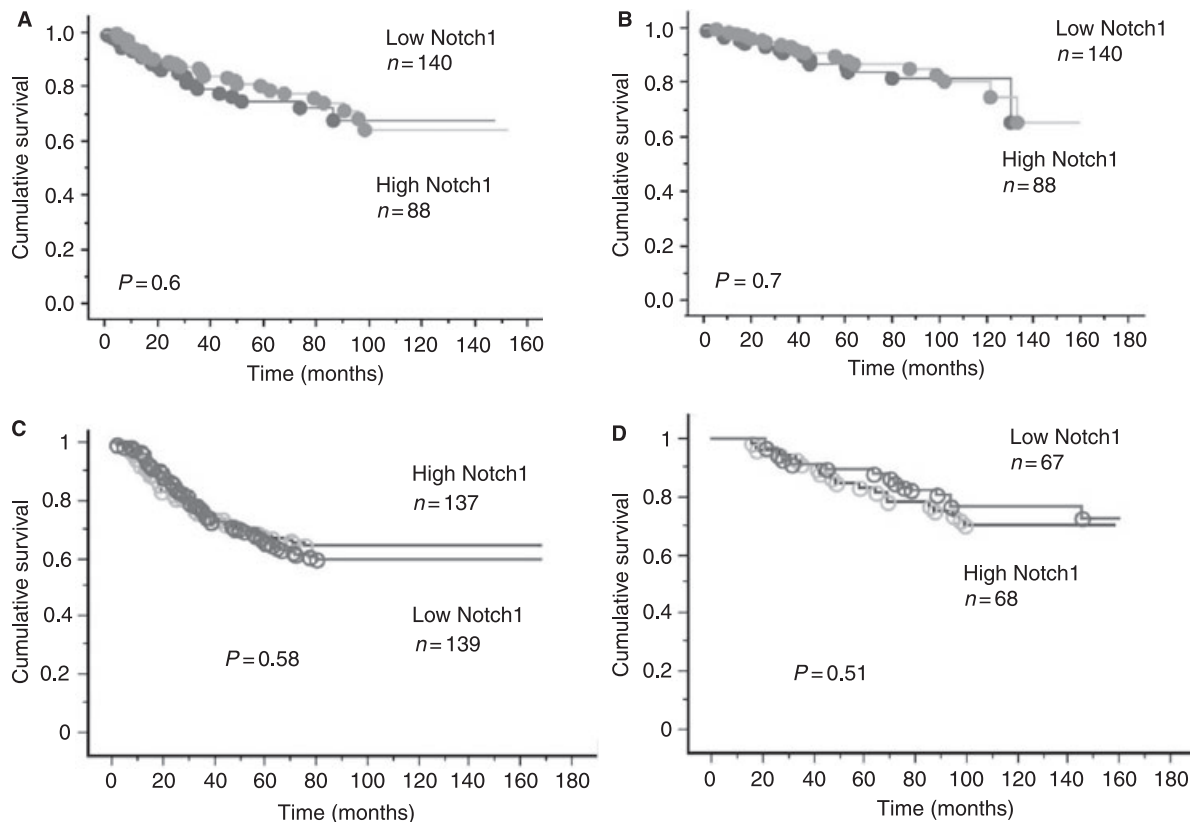 A
Cumulative survival
1.0
0.8
0.6
0.4
0.2
0.0
Low Notch1
n=140
High Notch1
n=88
P=0.6
0 20 40 60 80 100 120 140 160
Time (months)
B
Cumulative survival
1.0
0.8
0.6
0.4
0.2
0.0
Low Notch1
n=140
High Notch1
n=88
P=0.7
0 20 40 60 80 100 120 140 160 180
Time (months)
C
Cumulative survival
1
0.8
0.6
0.4
0.2
0
High Notch1
n=137
Low Notch1
n=139
P=0.58
0 20 40 60 80 100 120 140 160 180
Time (months)
D
Cumulative survival
1
0.8
0.6
0.4
0.2
0
Low Notch1
n=67
High Notch1
n=68
P=0.51
0 20 40 60 80 100 120 140 160 180
Time (months)